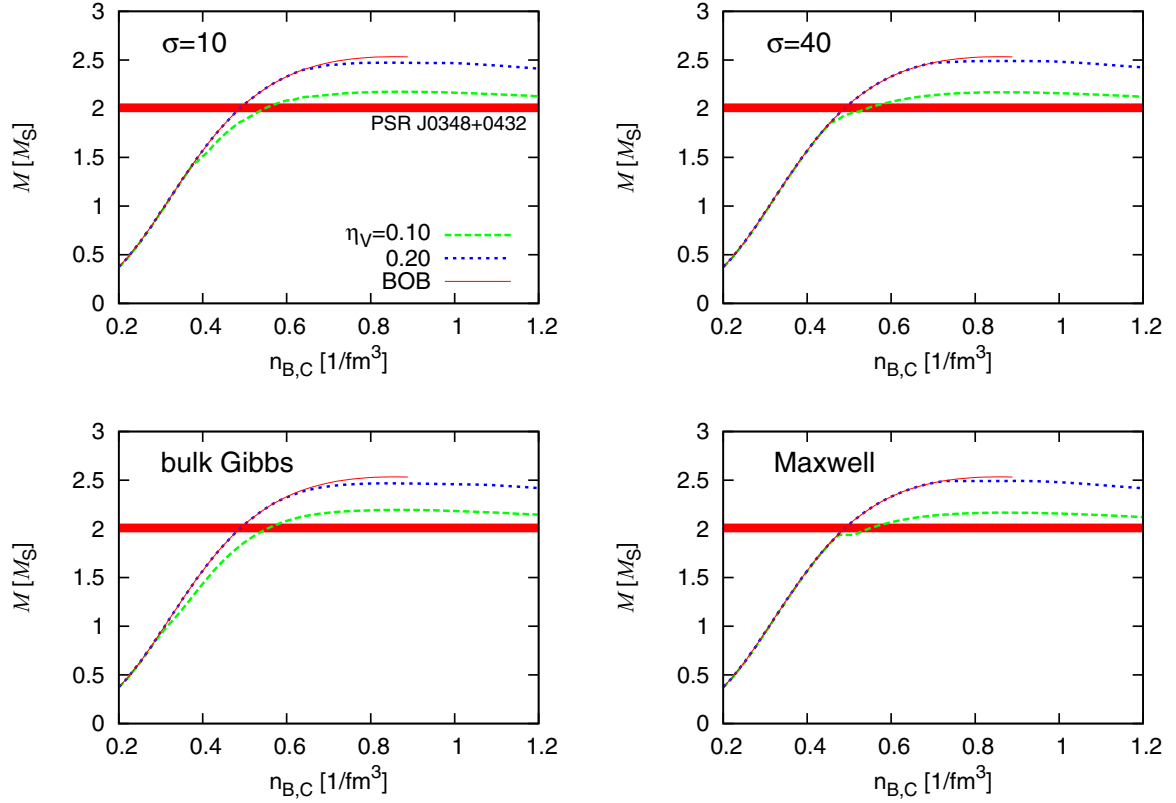 σ=10
M [M_S]
3
2.5
2
1.5
1
0.5
0
PSR J0348+0432
η_V=0.10
0.20
BOB
0.2 0.4 0.6 0.8 1 1.2
n_B,C [1/fm^3]
σ=40
M [M_S]
3
2.5
2
1.5
1
0.5
0
0.2 0.4 0.6 0.8 1 1.2
n_B,C [1/fm^3]
bulk Gibbs
M [M_S]
3
2.5
2
1.5
1
0.5
0
0.2 0.4 0.6 0.8 1 1.2
n_B,C [1/fm^3]
Maxwell
M [M_S]
3
2.5
2
1.5
1
0.5
0
0.2 0.4 0.6 0.8 1 1.2
n_B,C [1/fm^3]